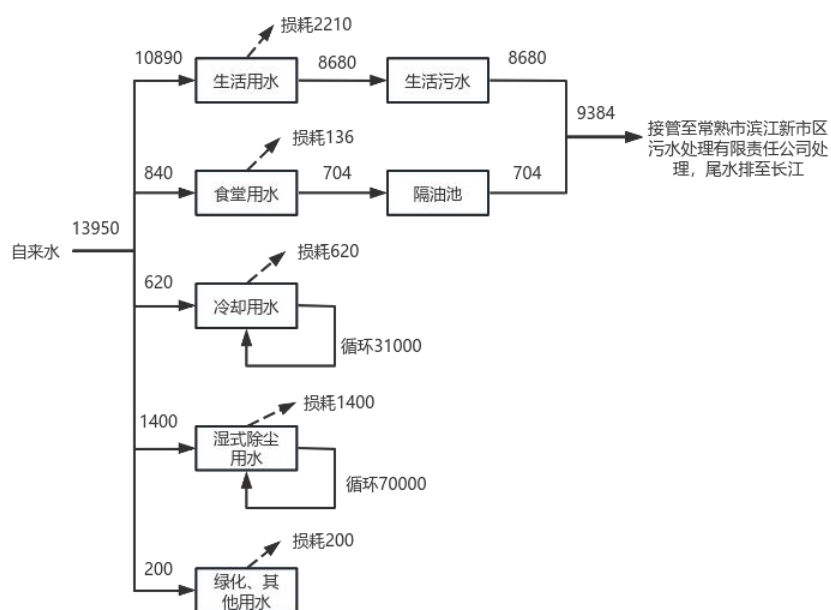 损耗2210
10890
8680
8680
生活用水
生活污水
9384
接管至常熟市滨江新市区
污水处理有限责任公司处
理，尾水排至长江
损耗136
840
704
704
食堂用水
隔油池
13950
自来水
损耗620
620
冷却用水
循环31000
损耗1400
1400
湿式除尘
用水
循环70000
损耗200
200
绿化、其
他用水